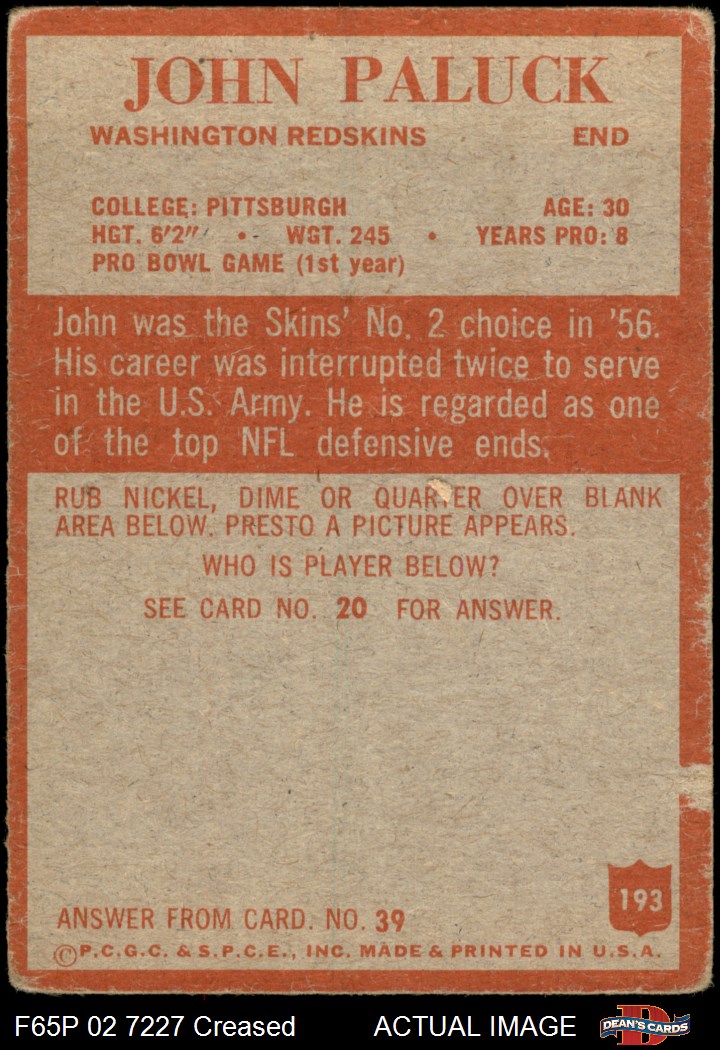 JOHN PALUCK
WASHINGTON REDSKINS END
COLLEGE: PITTSBURGH AGE: 30
HGT. 6'2" • WGT. 245 • YEARS PRO: 8
PRO BOWL GAME (1st year)
John was the Skins' No. 2 choice in '56.
His career was interrupted twice to serve
in the U.S. Army. He is regarded as one
of the top NFL defensive ends.
RUB NICKEL, DIME OR QUARTER OVER BLANK
AREA BELOW. PRESTO A PICTURE APPEARS.
WHO IS PLAYER BELOW?
SEE CARD NO. 20 FOR ANSWER.
193
ANSWER FROM CARD. NO. 39
©P.C.G.C. & S.P.C.E., INC. MADE & PRINTED IN U.S.A.
F65P 02 7227 Creased ACTUAL IMAGE D DEAN'S CARDS